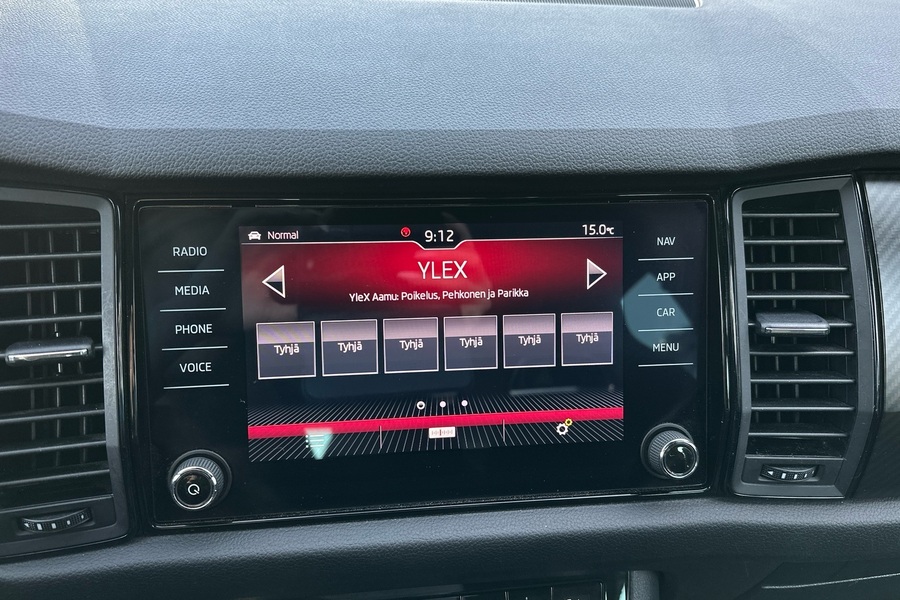 Normal
9:12
15.0℃
YLEX
YleX Aamu: Poikelus, Pehkonen ja Parikka
Tyhjä Tyhjä Tyhjä Tyhjä Tyhjä Tyhjä
RADIO
MEDIA
PHONE
VOICE
NAV
APP
CAR
MENU